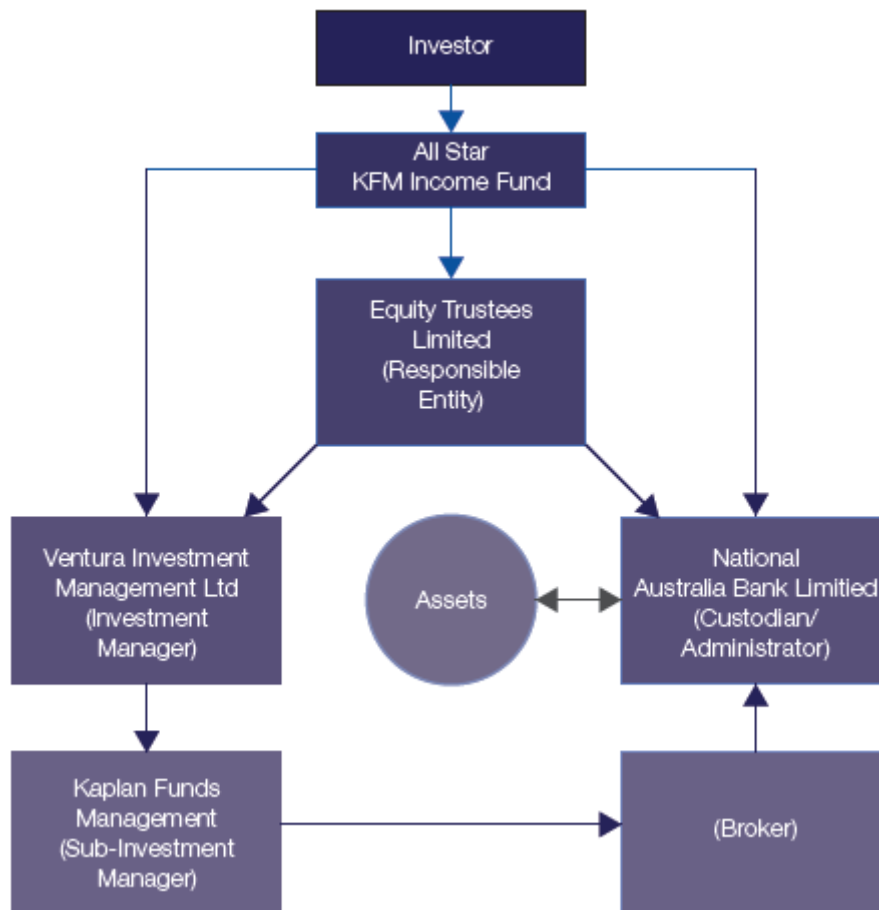 Investor
All Star
KFM Income Fund
Equity Trustees
Limited
(Responsible
Entity)
Ventura Investment
Management Ltd
(Investment
Manager)
Assets
National
Australia Bank Limitied
(Custodian/
Administrator)
Kaplan Funds
Management
(Sub-Investment
Manager)
(Broker)